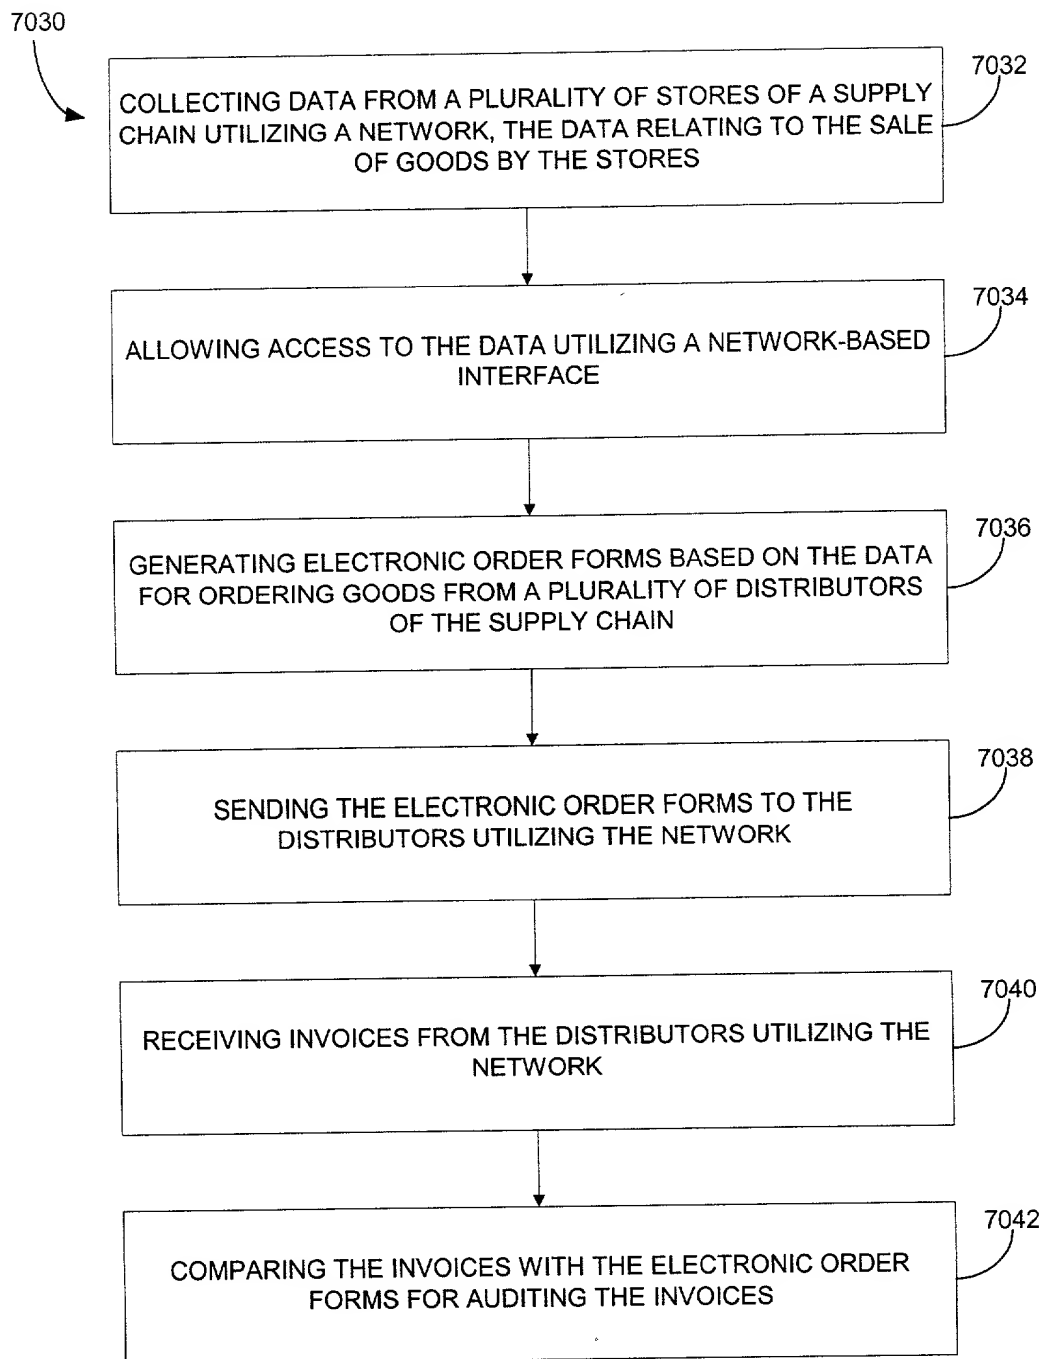 7030
7032
COLLECTING DATA FROM A PLURALITY OF STORES OF A SUPPLY
CHAIN UTILIZING A NETWORK, THE DATA RELATING TO THE SALE
OF GOODS BY THE STORES
7034
ALLOWING ACCESS TO THE DATA UTILIZING A NETWORK-BASED
INTERFACE
7036
GENERATING ELECTRONIC ORDER FORMS BASED ON THE DATA
FOR ORDERING GOODS FROM A PLURALITY OF DISTRIBUTORS
OF THE SUPPLY CHAIN
7038
SENDING THE ELECTRONIC ORDER FORMS TO THE
DISTRIBUTORS UTILIZING THE NETWORK
7040
RECEIVING INVOICES FROM THE DISTRIBUTORS UTILIZING THE
NETWORK
7042
COMPARING THE INVOICES WITH THE ELECTRONIC ORDER
FORMS FOR AUDITING THE INVOICES